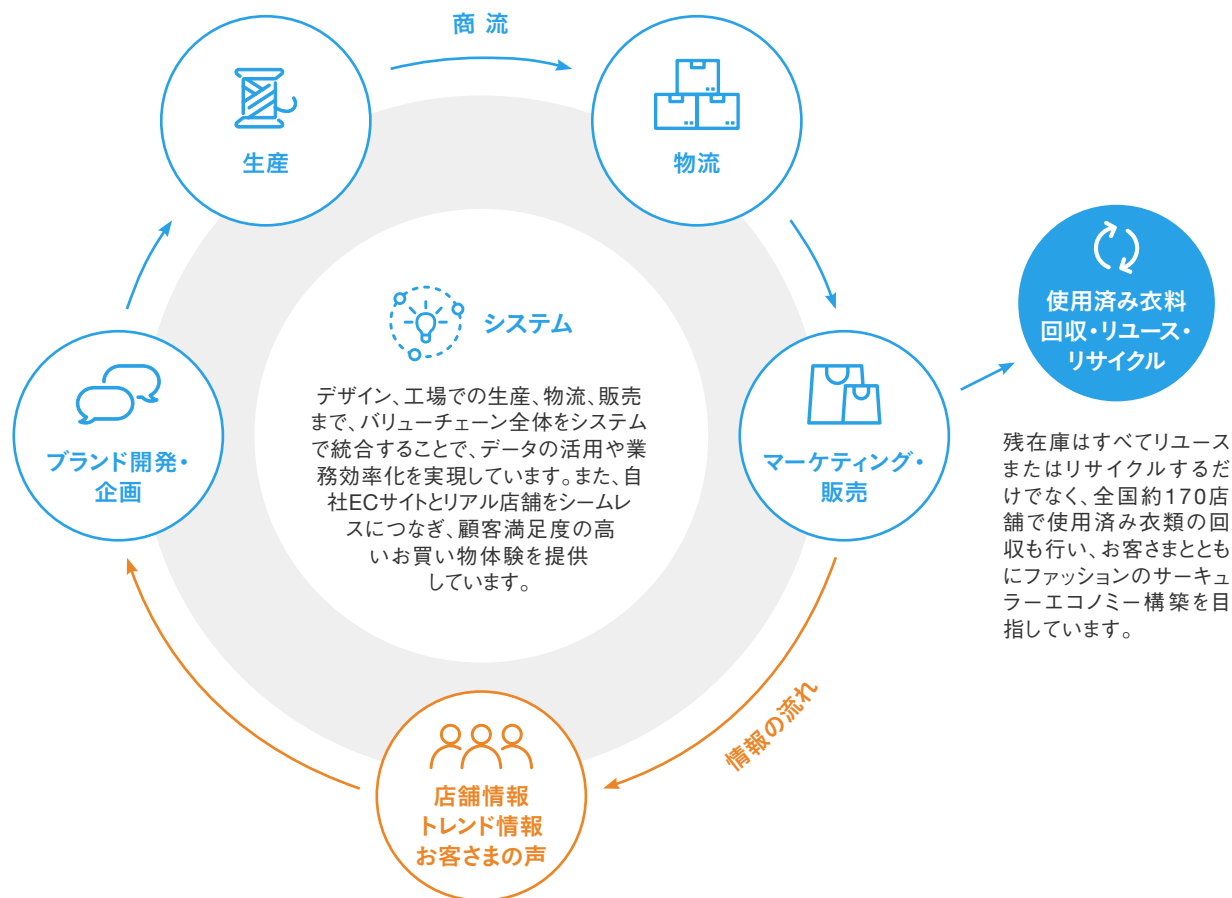 商流
生産
物流
ブランド開発・
企画
システム
デザイン、工場での生産、物流、販売
まで、バリューチェーン全体をシステム
で統合することで、データの活用や業
務効率化を実現しています。また、自
社ECサイトとリアル店舗をシームレ
スにつなぎ、顧客満足度の高
いお買い物体験を提供
しています。
マーケティング・
販売
使用済み衣料
回収・リユース・
リサイクル
残在庫はすべてリユース
またはリサイクルするだ
けでなく、全国約170店
舗で使用済み衣類の回
収も行い、お客さまととも
にファッションのサーキュ
ラーエコノミー構築を目
指しています。
情報の流れ
店舗情報
トレンド情報
お客さまの声